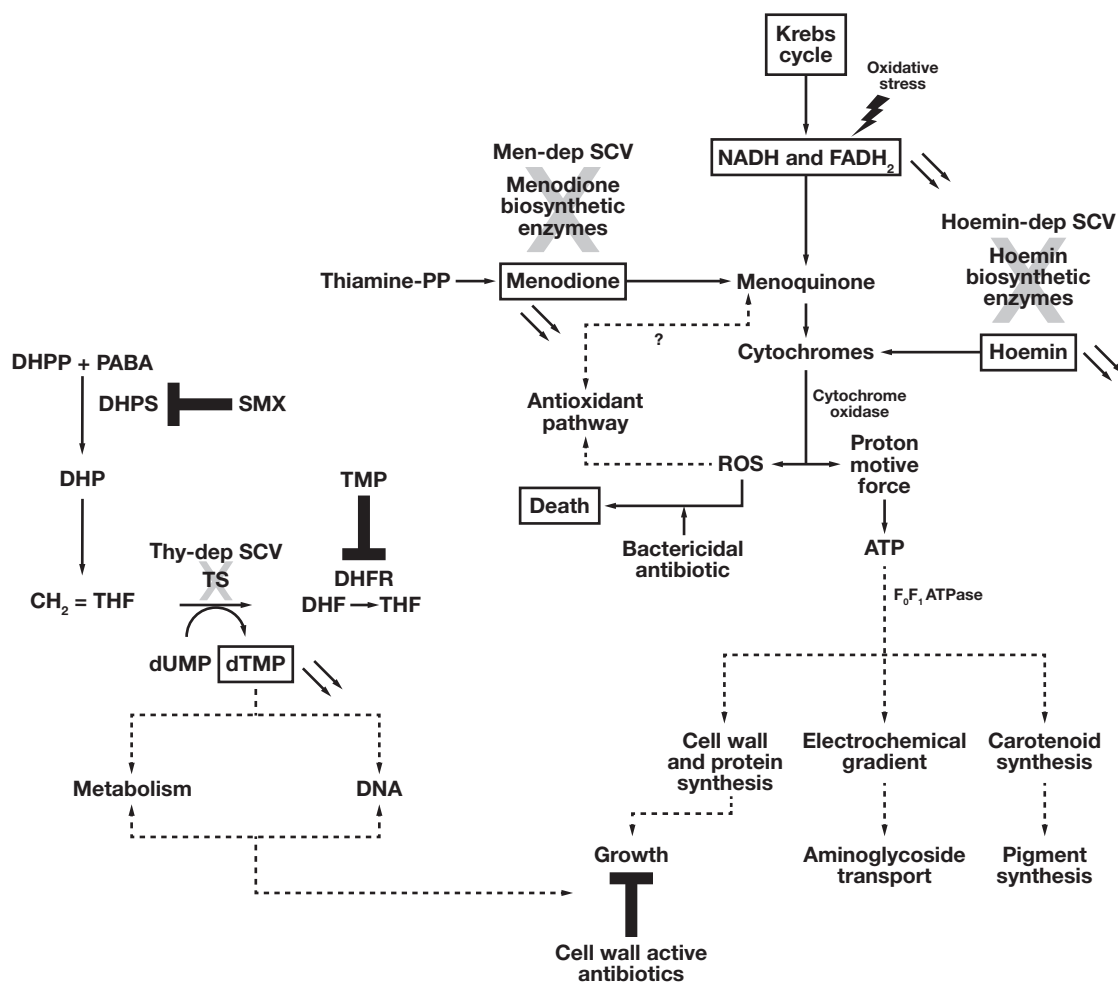 Krebs
cycle
Oxidative
stress
NADH and FADH2
Men-dep SCV
Menodione
biosynthetic
enzymes
Hoemin-dep SCV
Hoemin
biosynthetic
enzymes
Thiamine-PP
Menodione
Menoquinone
?
DHPP + PABA
Cytochromes
Hoemin
DHPS
SMX
Antioxidant
pathway
Cytochrome
oxidase
DHP
TMP
ROS
Proton
motive
force
Death
Bactericidal
antibiotic
ATP
Thy-dep SCV
TS
DHFR
CH2 = THF
DHF
THF
F0F1 ATPase
dUMP
dTMP
Metabolism
DNA
Cell wall
and protein
synthesis
Electrochemical
gradient
Carotenoid
synthesis
Growth
Aminoglycoside
transport
Pigment
synthesis
Cell wall active
antibiotics